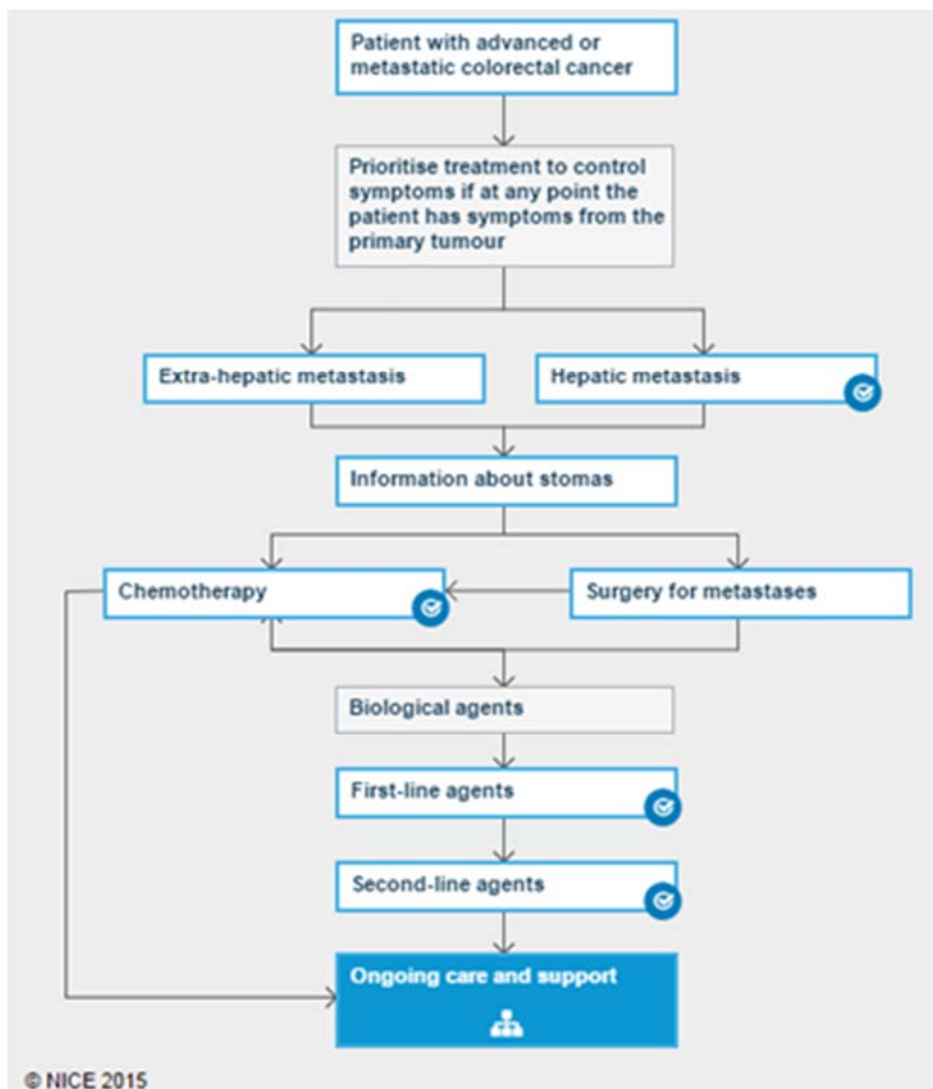 Patient with advanced or
metastatic colorectal cancer
Prioritise treatment to control
symptoms if at any point the
patient has symptoms from the
primary tumour
Extra-hepatic metastasis
Hepatic metastasis
Information about stomas
Chemotherapy
Surgery for metastases
Biological agents
First-line agents
Second-line agents
Ongoing care and support
© NICE 2015